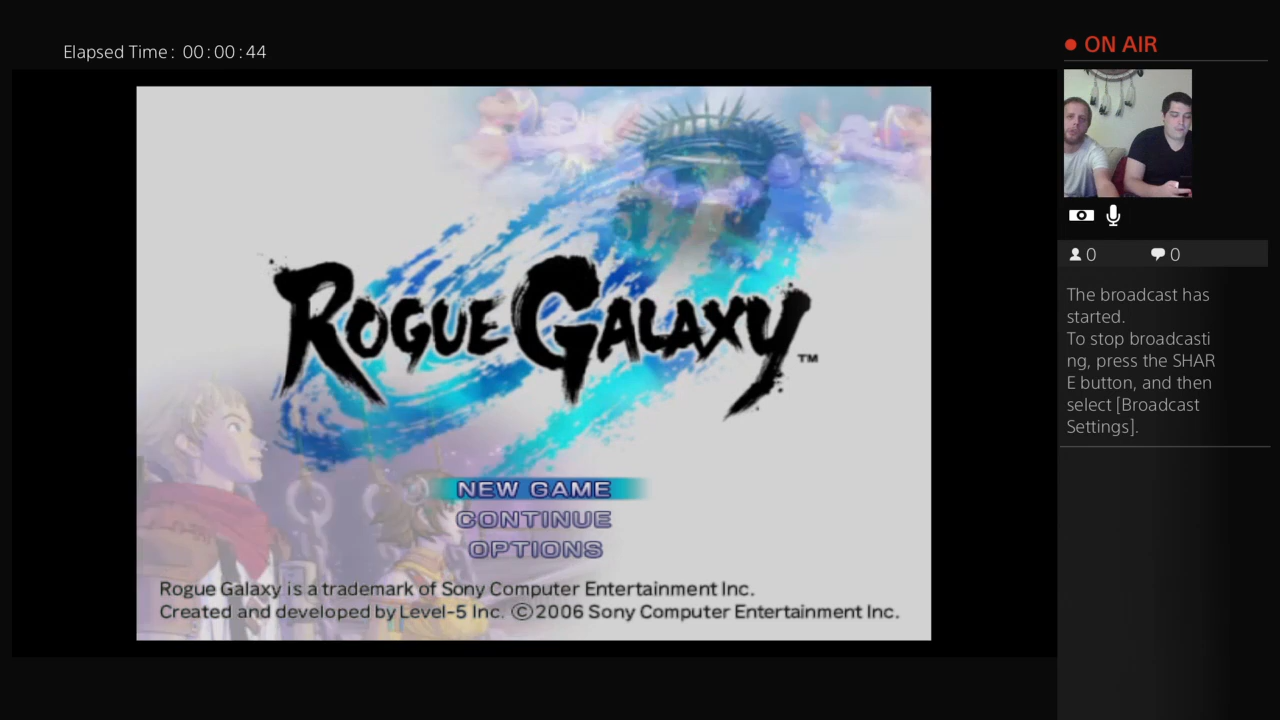 Elapsed Time: 00:00:44
ON AIR
0 0
The broadcast has
started.
To stop broadcasti
ng, press the SHAR
E button, and then
select [Broadcast
Settings].
ROGUE GALAXY™
NEW GAME
CONTINUE
OPTIONS
Rogue Galaxy is a trademark of Sony Computer Entertainment Inc.
Created and developed by Level-5 Inc. ©2006 Sony Computer Entertainment Inc.